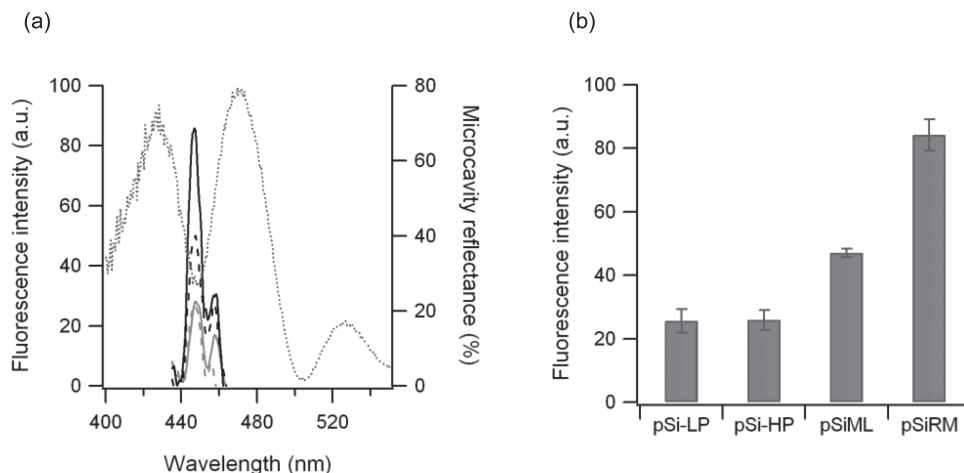 (a)
(b)
Fluorescence intensity (a.u.)
100
80
60
40
20
0
400
440
480
520
Wavelength (nm)
80
60
40
20
0
Microcavity reflectance (%)
Fluorescence intensity (a.u.)
100
80
60
40
20
0
pSi-LP
pSi-HP
pSiML
pSiRM